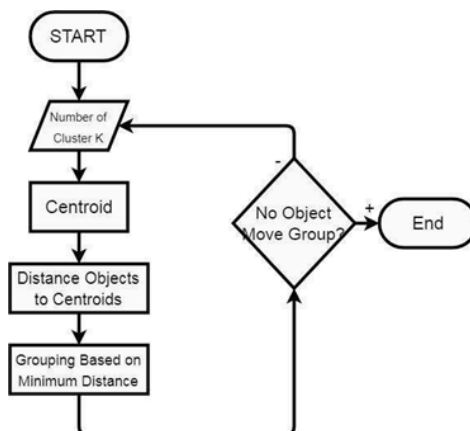 START
Number of
Cluster K
Centroid
Distance Objects
to Centroids
Grouping Based on
Minimum Distance
-
No Object
Move Group?
+
End